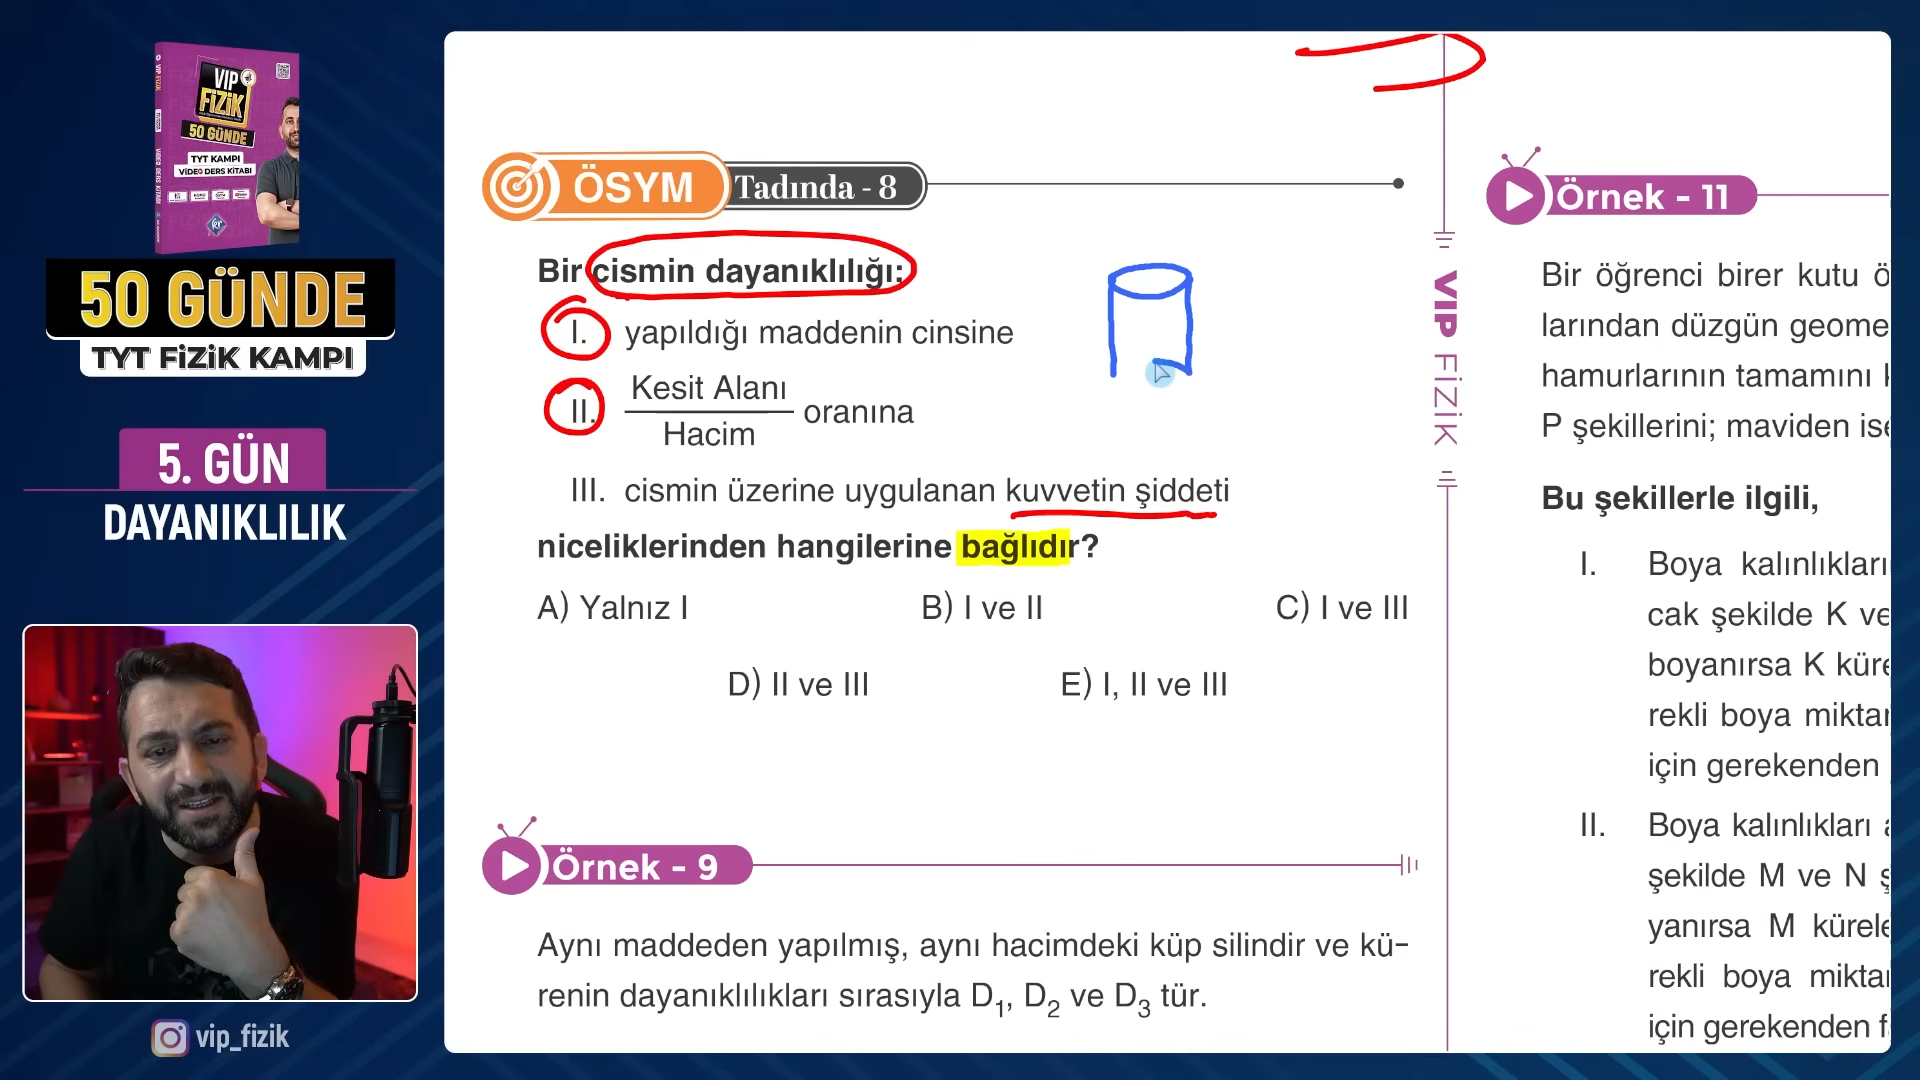 VIP
FİZİK
50 GÜNDE
TYT KAMPI
VİDEO DERS KİTABI
50 GÜNDE
TYT FİZİK KAMPI
5. GÜN
DAYANIKLILIK
vip_fizik
ÖSYM Tadında - 8
Bir cismin dayanıklılığı:
I. yapıldığı maddenin cinsine
II. Kesit Alanı
Hacim
oranına
III. cismin üzerine uygulanan kuvvetin şiddeti
niceliklerinden hangilerine bağlıdır?
A) Yalnız I B) I ve II C) I ve III
D) II ve III E) I, II ve III
Örnek - 9
Aynı maddeden yapılmış, aynı hacimdeki küp silindir ve kü-
renin dayanıklılıkları sırasıyla D1, D2 ve D3 tür.
VIP FİZİK
Örnek - 11
Bir öğrenci birer kutu ö
larından düzgün geome
hamurlarının tamamını k
P şekillerini; maviden ise
Bu şekillerle ilgili,
I. Boya kalınlıkları
cak şekilde K ve
boyanırsa K küre
rekli boya miktar
için gerekenden
II. Boya kalınlıkları a
şekilde M ve N ş
yanırsa M kürele
rekli boya miktar
için gerekenden f